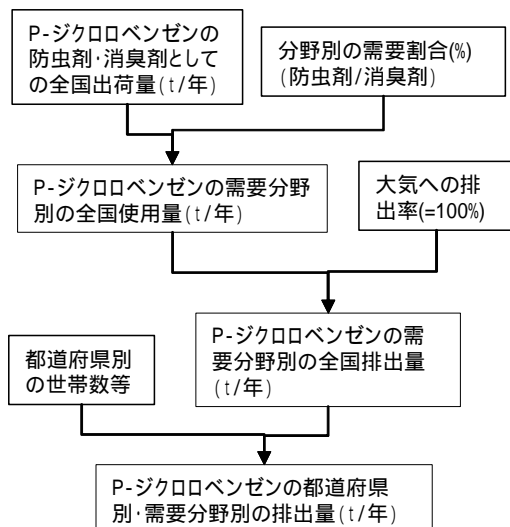 P-ジクロロベンゼンの
防虫剤･消臭剤として
の全国出荷量(t/年)
分野別の需要割合(%)
(防虫剤/消臭剤)
P-ジクロロベンゼンの需要分野
別の全国使用量(t/年)
大気への排
出率(=100%)
P-ジクロロベンゼンの需
要分野別の全国排出量
(t/年)
都道府県別
の世帯数等
P-ジクロロベンゼンの都道府県
別･需要分野別の排出量(t/年)